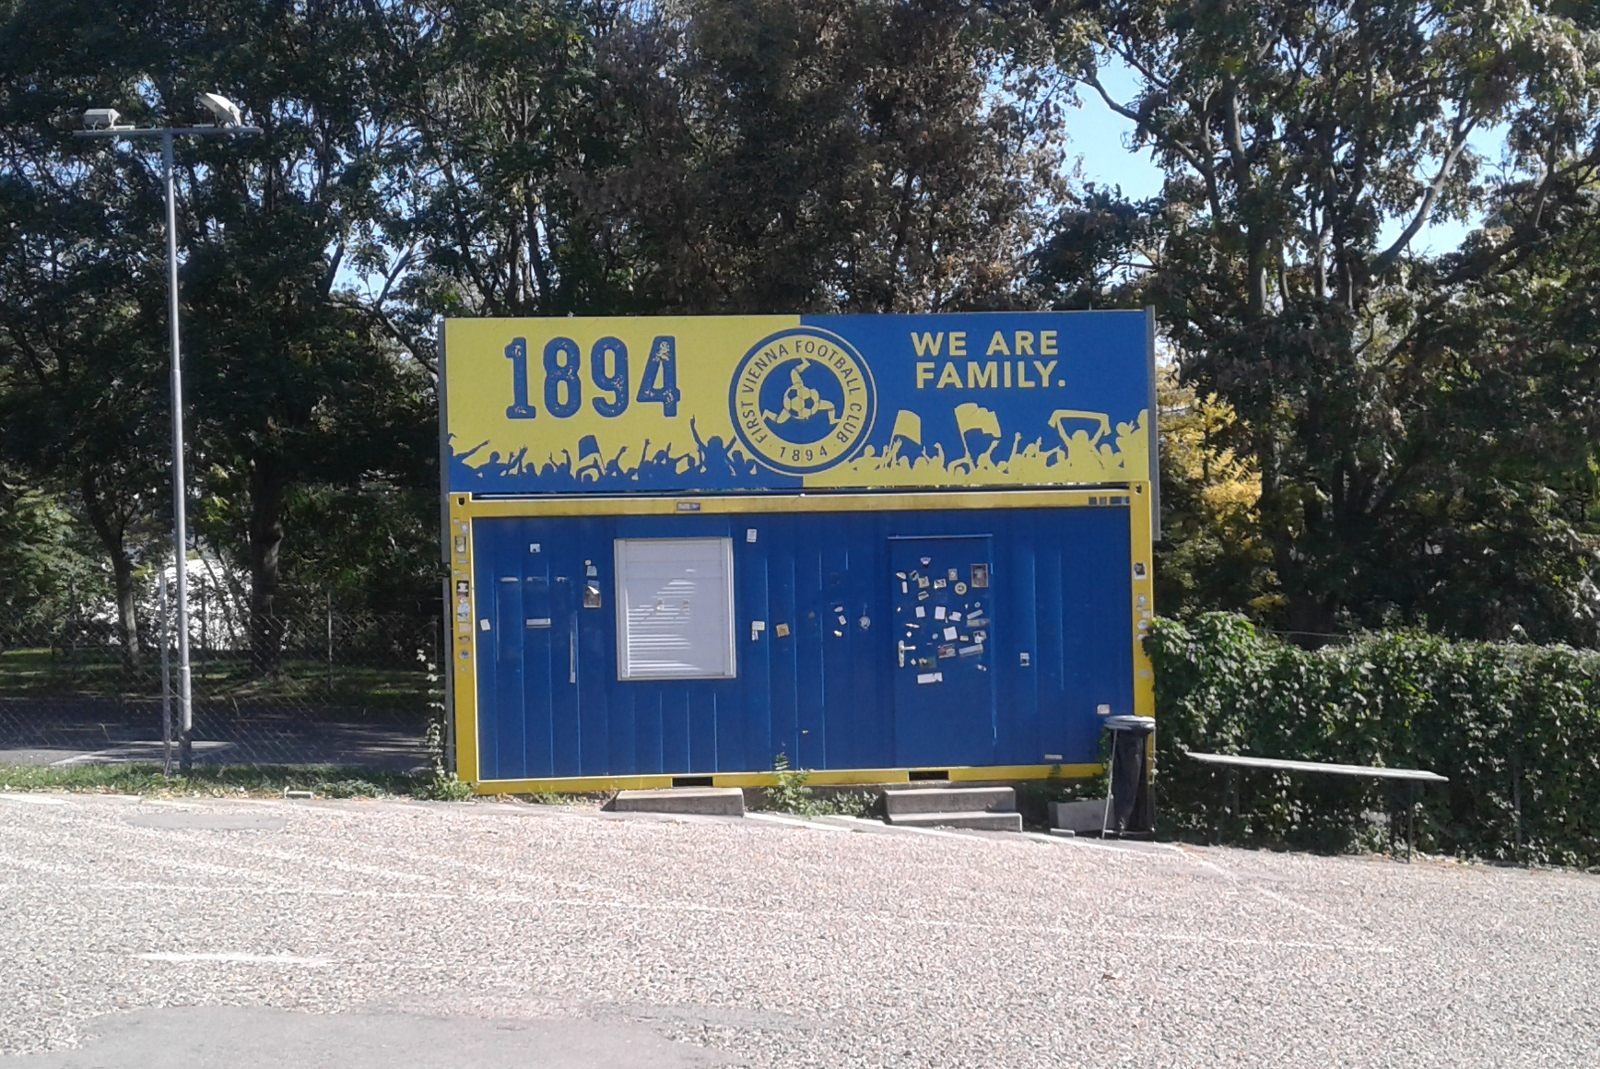 1894
FIRST VIENNA FOOTBALL CLUB
1894
WE ARE
FAMILY.